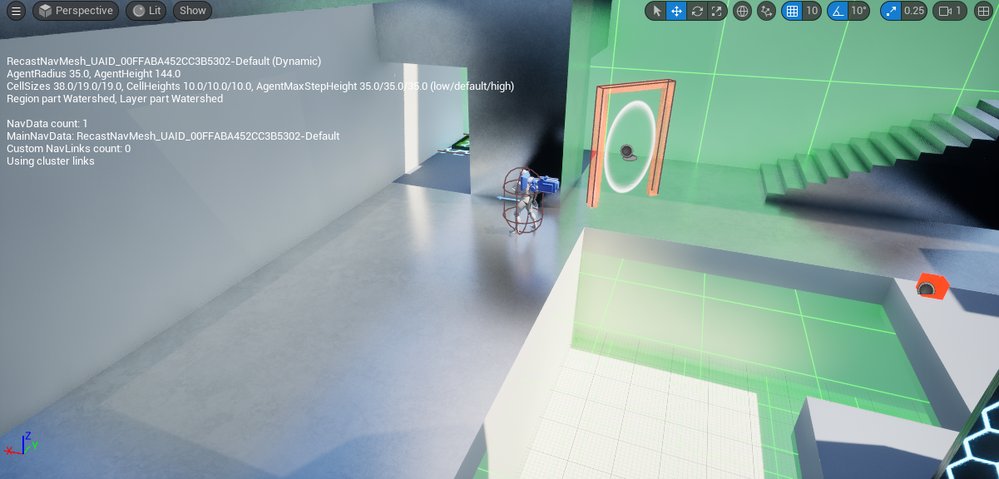 Perspective Lit Show 10 10° 0.25 1
RecastNavMesh_UAID_00FFABA452CC3B5302-Default (Dynamic)
AgentRadius 35.0, AgentHeight 144.0
CellSizes 38.0/19.0/19.0, CellHeights 10.0/10.0/10.0, AgentMaxStepHeight 35.0/35.0/35.0 (low/default/high)
Region part Watershed, Layer part Watershed
NavData count: 1
MainNavData: RecastNavMesh_UAID_00FFABA452CC3B5302-Default
Custom NavLinks count: 0
Using cluster links
Z
X Y